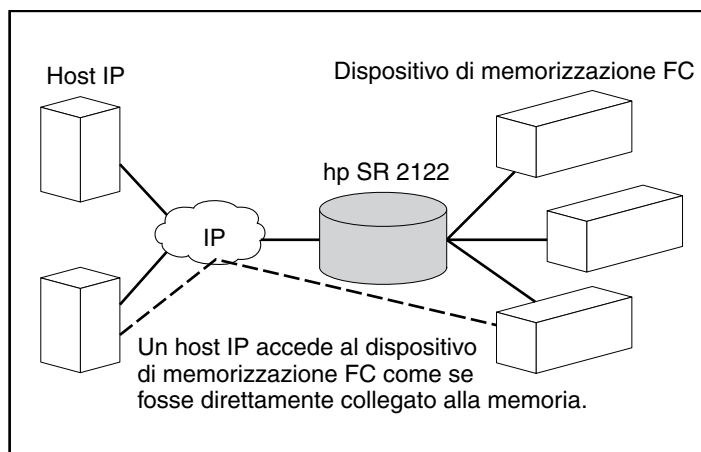 Host IP
Dispositivo di memorizzazione FC
hp SR 2122
IP
Un host IP accede al dispositivo
di memorizzazione FC come se
fosse direttamente collegato alla memoria.